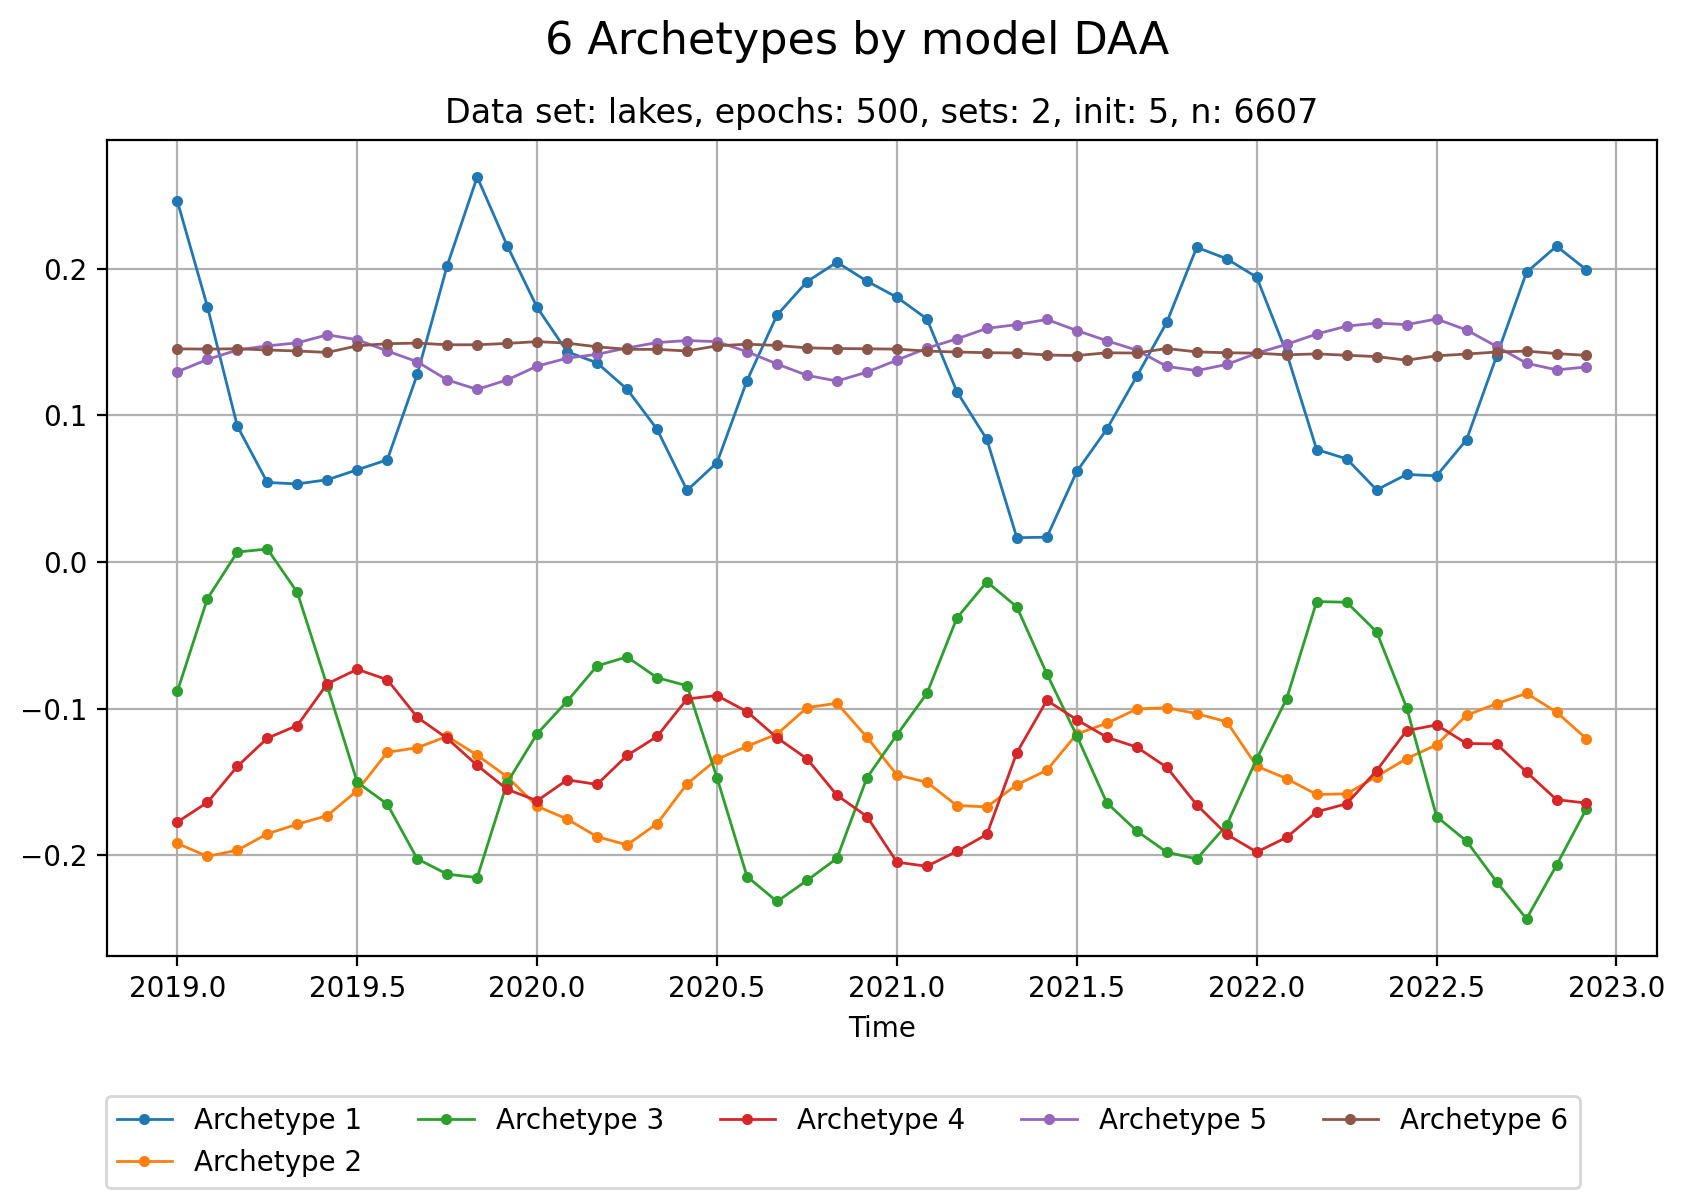 6 Archetypes by model DAA
Data set: lakes, epochs: 500, sets: 2, init: 5, n: 6607
0.2
0.1
0.0
−0.1
−0.2
2019.0 2019.5 2020.0 2020.5 2021.0 2021.5 2022.0 2022.5 2023.0
Time
Archetype 1 Archetype 3 Archetype 4 Archetype 5 Archetype 6
Archetype 2